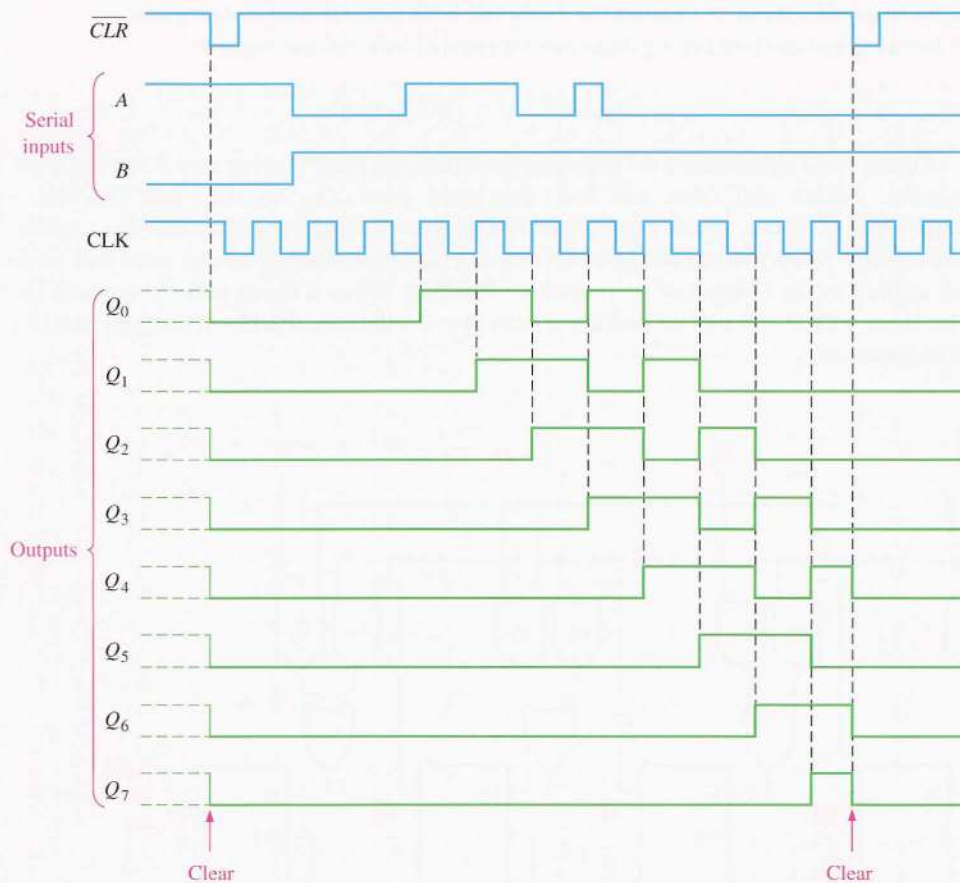 CLR
A
Serial
inputs
B
CLK
Q0
Q1
Q2
Q3
Outputs
Q4
Q5
Q6
Q7
Clear Clear